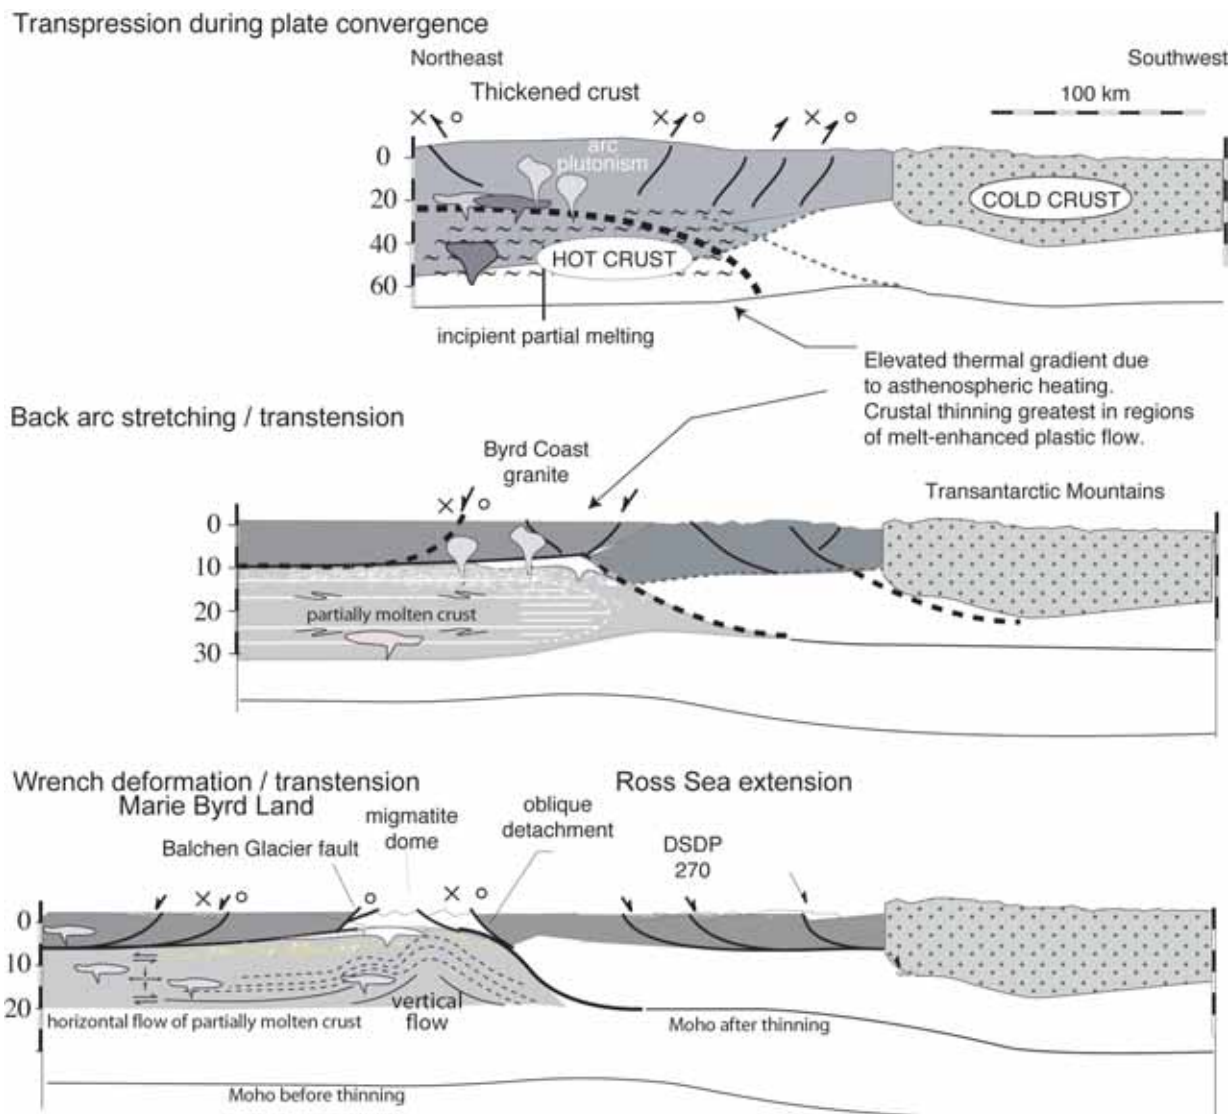 Transpression during plate convergence
Northeast
Southwest
Thickened crust
100 km
arc
plutonism
0
20
40
60
COLD CRUST
HOT CRUST
incipient partial melting
Elevated thermal gradient due
to asthenospheric heating.
Crustal thinning greatest in regions
of melt-enhanced plastic flow.
Back arc stretching / transtension
Byrd Coast
granite
Transantarctic Mountains
0
10
20
30
partially molten crust
Wrench deformation / transtension
Marie Byrd Land
Ross Sea extension
migmatite
dome
oblique
detachment
Balchen Glacier fault
DSDP
270
0
10
20
vertical
flow
horizontal flow of partially molten crust
Moho after thinning
Moho before thinning